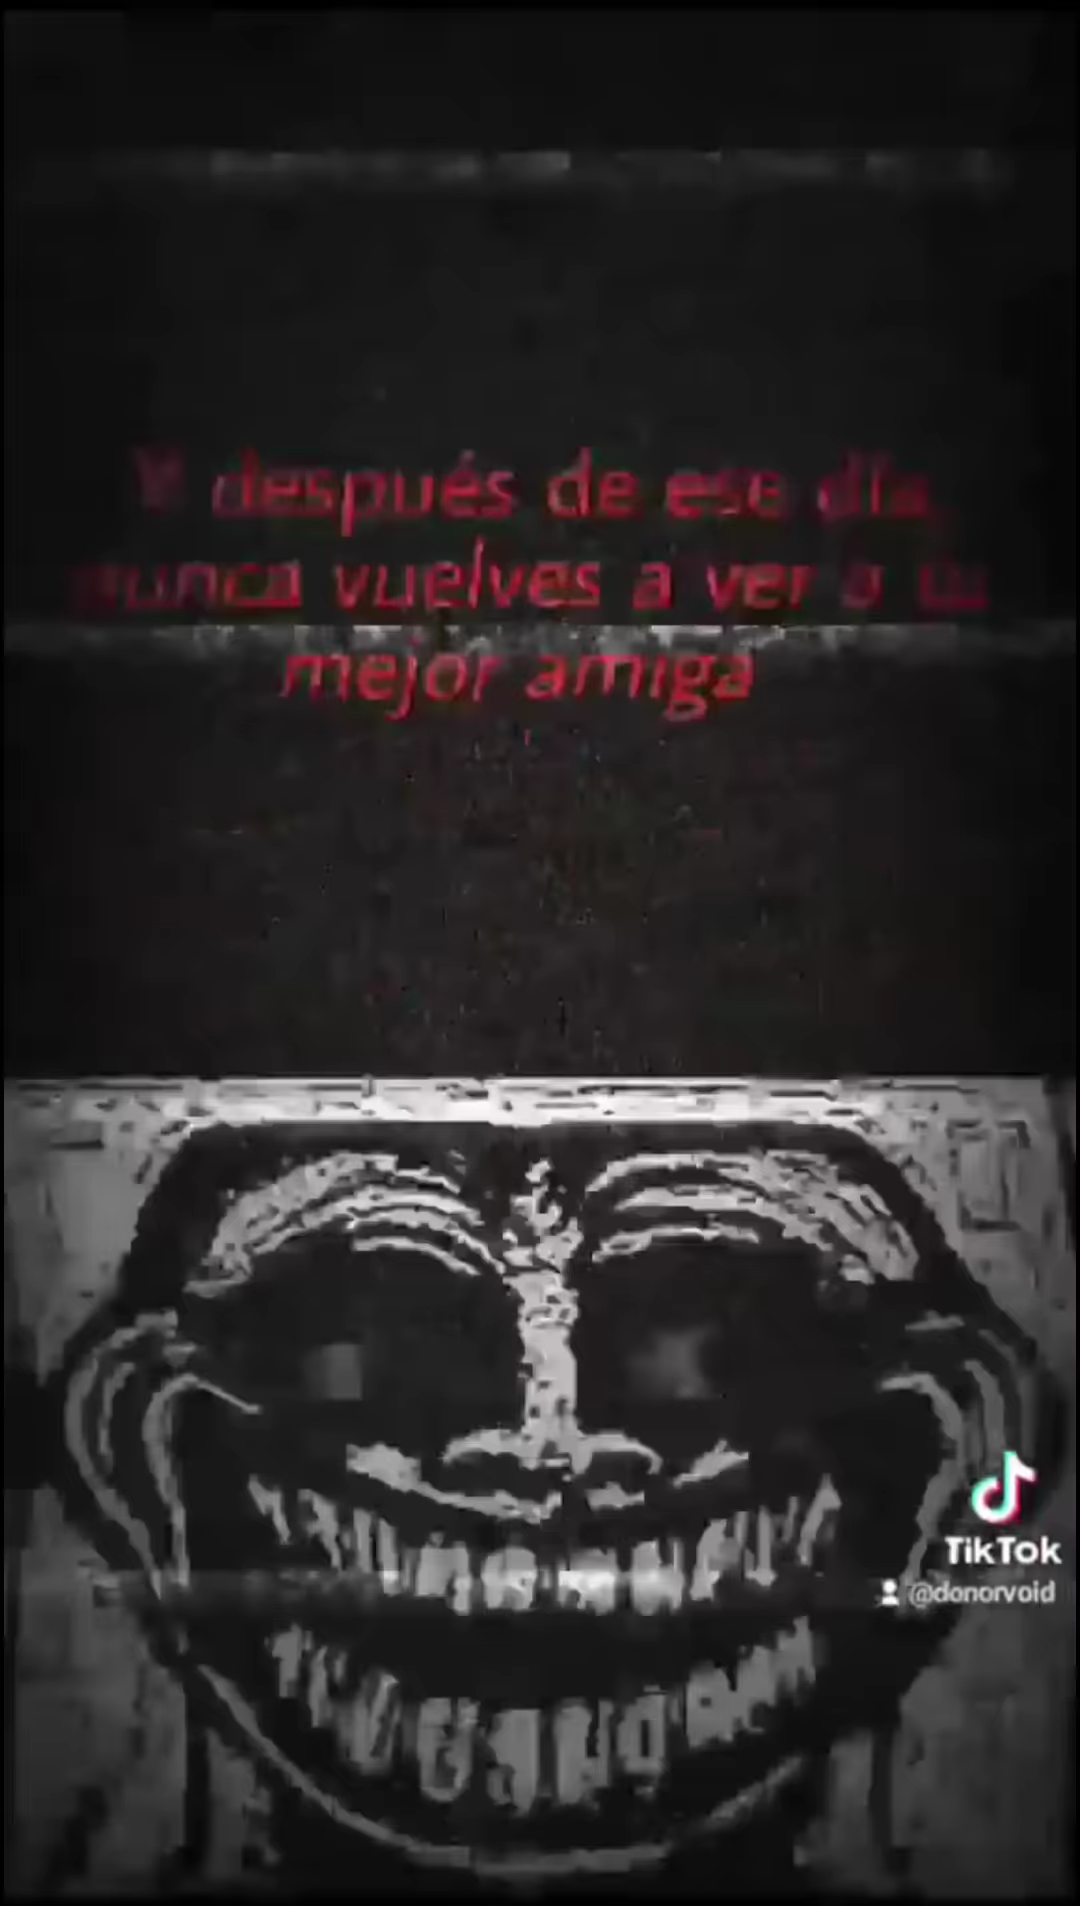 Y después de ese día,
nunca vuelves a ver a tu
mejor amiga
TikTok
@donorvoid